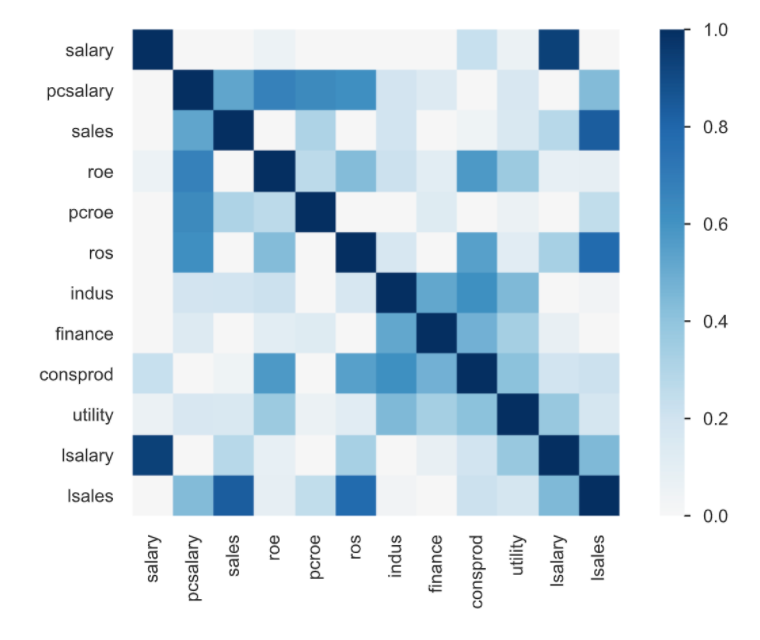 salary
pcsalary
sales
roe
pcroe
ros
indus
finance
consprod
utility
lsalary
lsales
salary
pcsalary
sales
roe
pcroe
ros
indus
finance
consprod
utility
lsalary
lsales
1.0
0.8
0.6
0.4
0.2
0.0